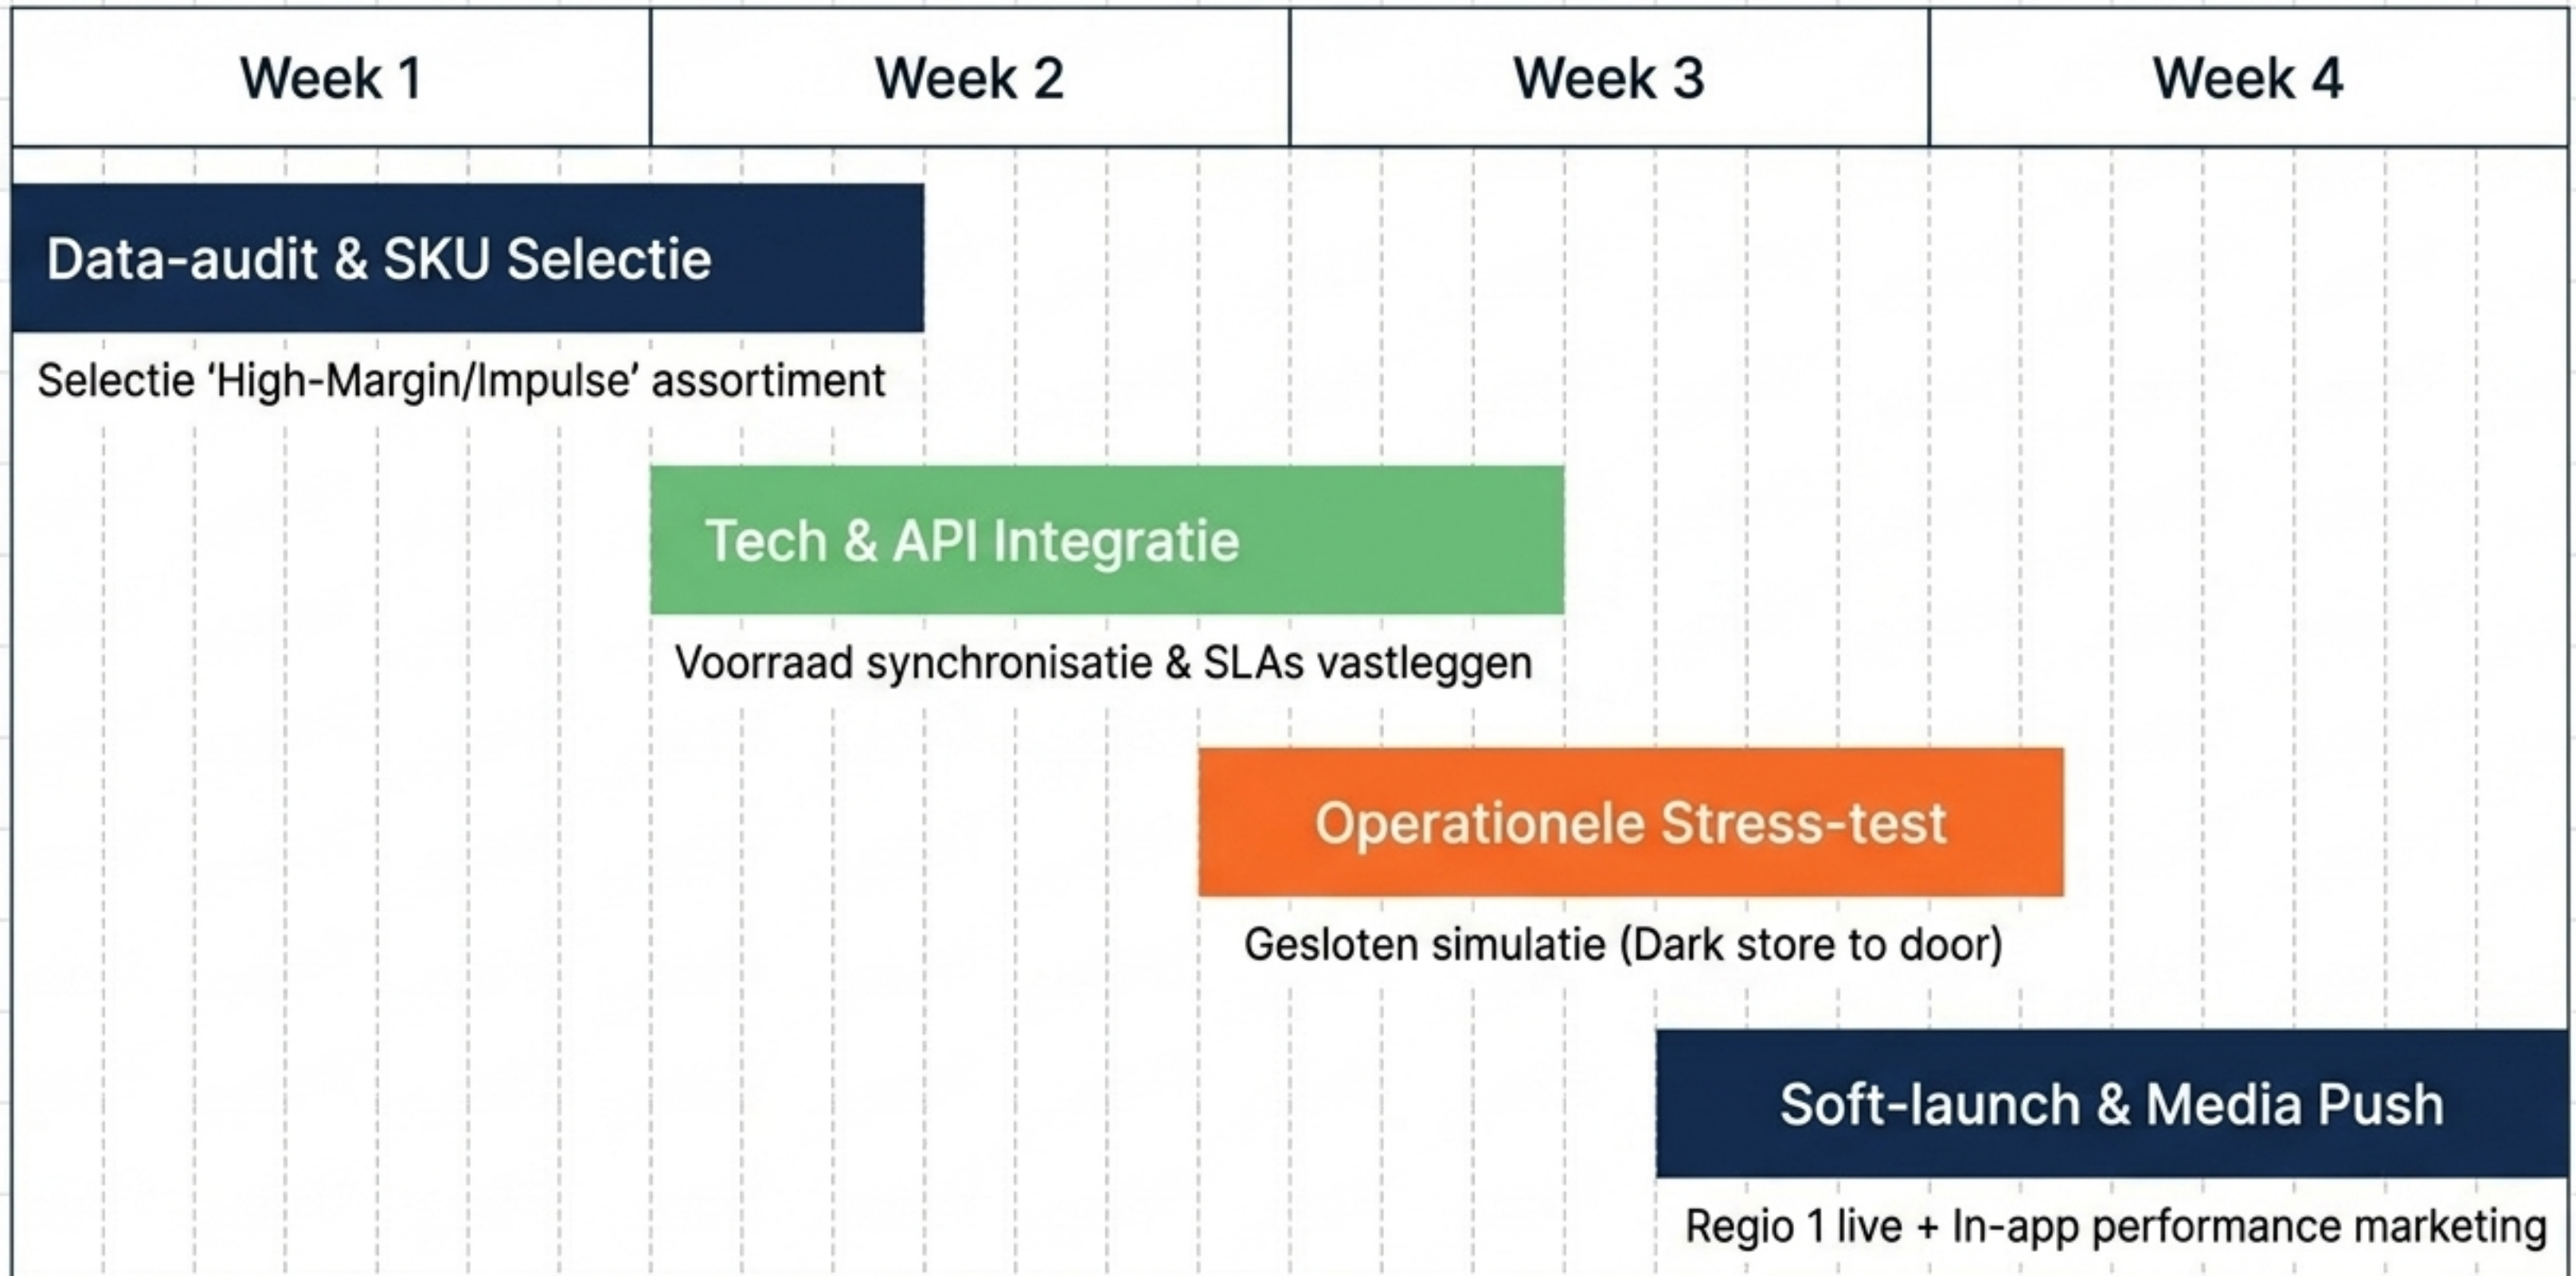 Week 1
Week 2
Week 3
Week 4
Data-audit & SKU Selectie
Selectie ‘High-Margin/Impulse’ assortiment
Tech & API Integratie
Voorraad synchronisatie & SLAs vastleggen
Operationele Stress-test
Gesloten simulatie (Dark store to door)
Soft-launch & Media Push
Regio 1 live + In-app performance marketing